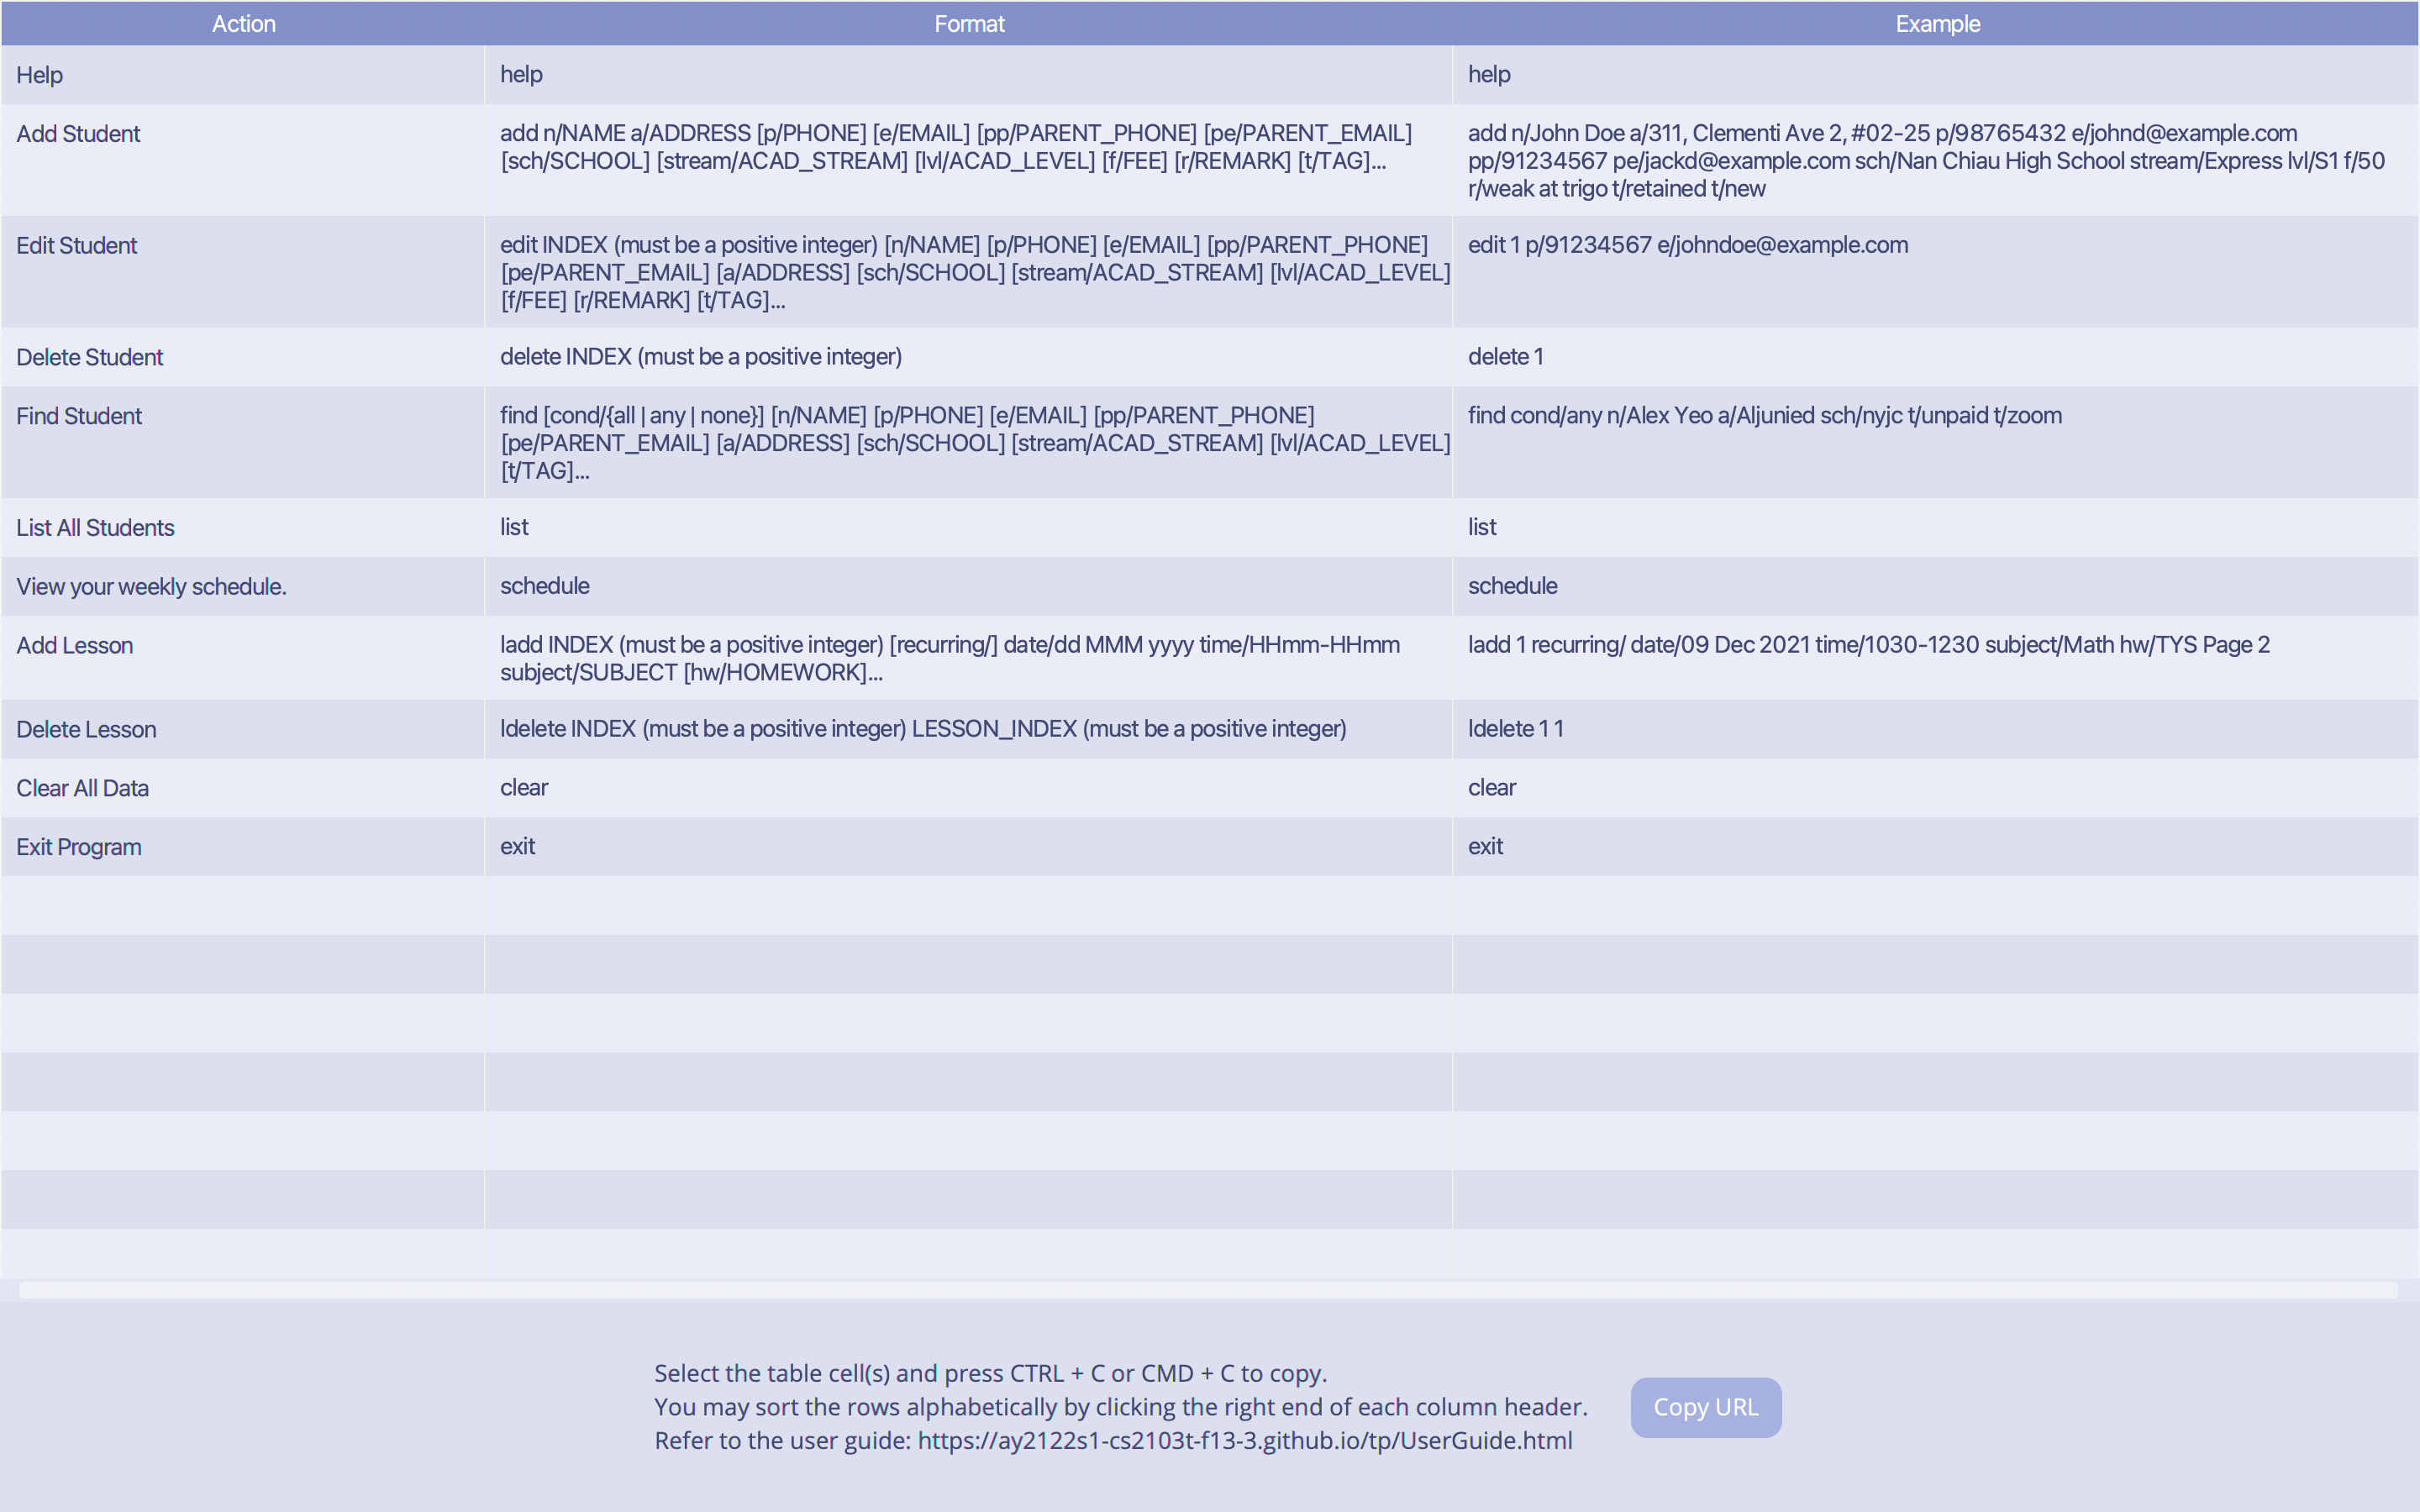 Action Format Example
Help help help
Add Student
add n/NAME a/ADDRESS [p/PHONE] [e/EMAIL] [pp/PARENT_PHONE] [pe/PARENT_EMAIL]
[sch/SCHOOL] [stream/ACAD_STREAM] [lvl/ACAD_LEVEL] [f/FEE] [r/REMARK] [t/TAG]...
add n/John Doe a/311, Clementi Ave 2, #02-25 p/98765432 e/johnd@example.com
pp/91234567 pe/jackd@example.com sch/Nan Chiau High School stream/Express lvl/S1 f/50
r/weak at trigo t/retained t/new
Edit Student
edit INDEX (must be a positive integer) [n/NAME] [p/PHONE] [e/EMAIL] [pp/PARENT_PHONE]
[pe/PARENT_EMAIL] [a/ADDRESS] [sch/SCHOOL] [stream/ACAD_STREAM] [lvl/ACAD_LEVEL]
[f/FEE] [r/REMARK] [t/TAG]...
edit 1 p/91234567 e/johndoe@example.com
Delete Student
delete INDEX (must be a positive integer)
delete 1
Find Student
find [cond/{all | any | none}] [n/NAME] [p/PHONE] [e/EMAIL] [pp/PARENT_PHONE]
[pe/PARENT_EMAIL] [a/ADDRESS] [sch/SCHOOL] [stream/ACAD_STREAM] [lvl/ACAD_LEVEL]
[t/TAG]...
find cond/any n/Alex Yeo a/Aljunied sch/nyjc t/unpaid t/zoom
List All Students list list
View your weekly schedule. schedule schedule
Add Lesson
ladd INDEX (must be a positive integer) [recurring/] date/dd MMM yyyy time/HHmm-HHmm
subject/SUBJECT [hw/HOMEWORK]...
ladd 1 recurring/ date/09 Dec 2021 time/1030-1230 subject/Math hw/TYS Page 2
Delete Lesson
ldelete INDEX (must be a positive integer) LESSON_INDEX (must be a positive integer)
ldelete 1 1
Clear All Data clear clear
Exit Program exit exit
Select the table cell(s) and press CTRL + C or CMD + C to copy.
You may sort the rows alphabetically by clicking the right end of each column header.
Refer to the user guide: https://ay2122s1-cs2103t-f13-3.github.io/tp/UserGuide.html
Copy URL